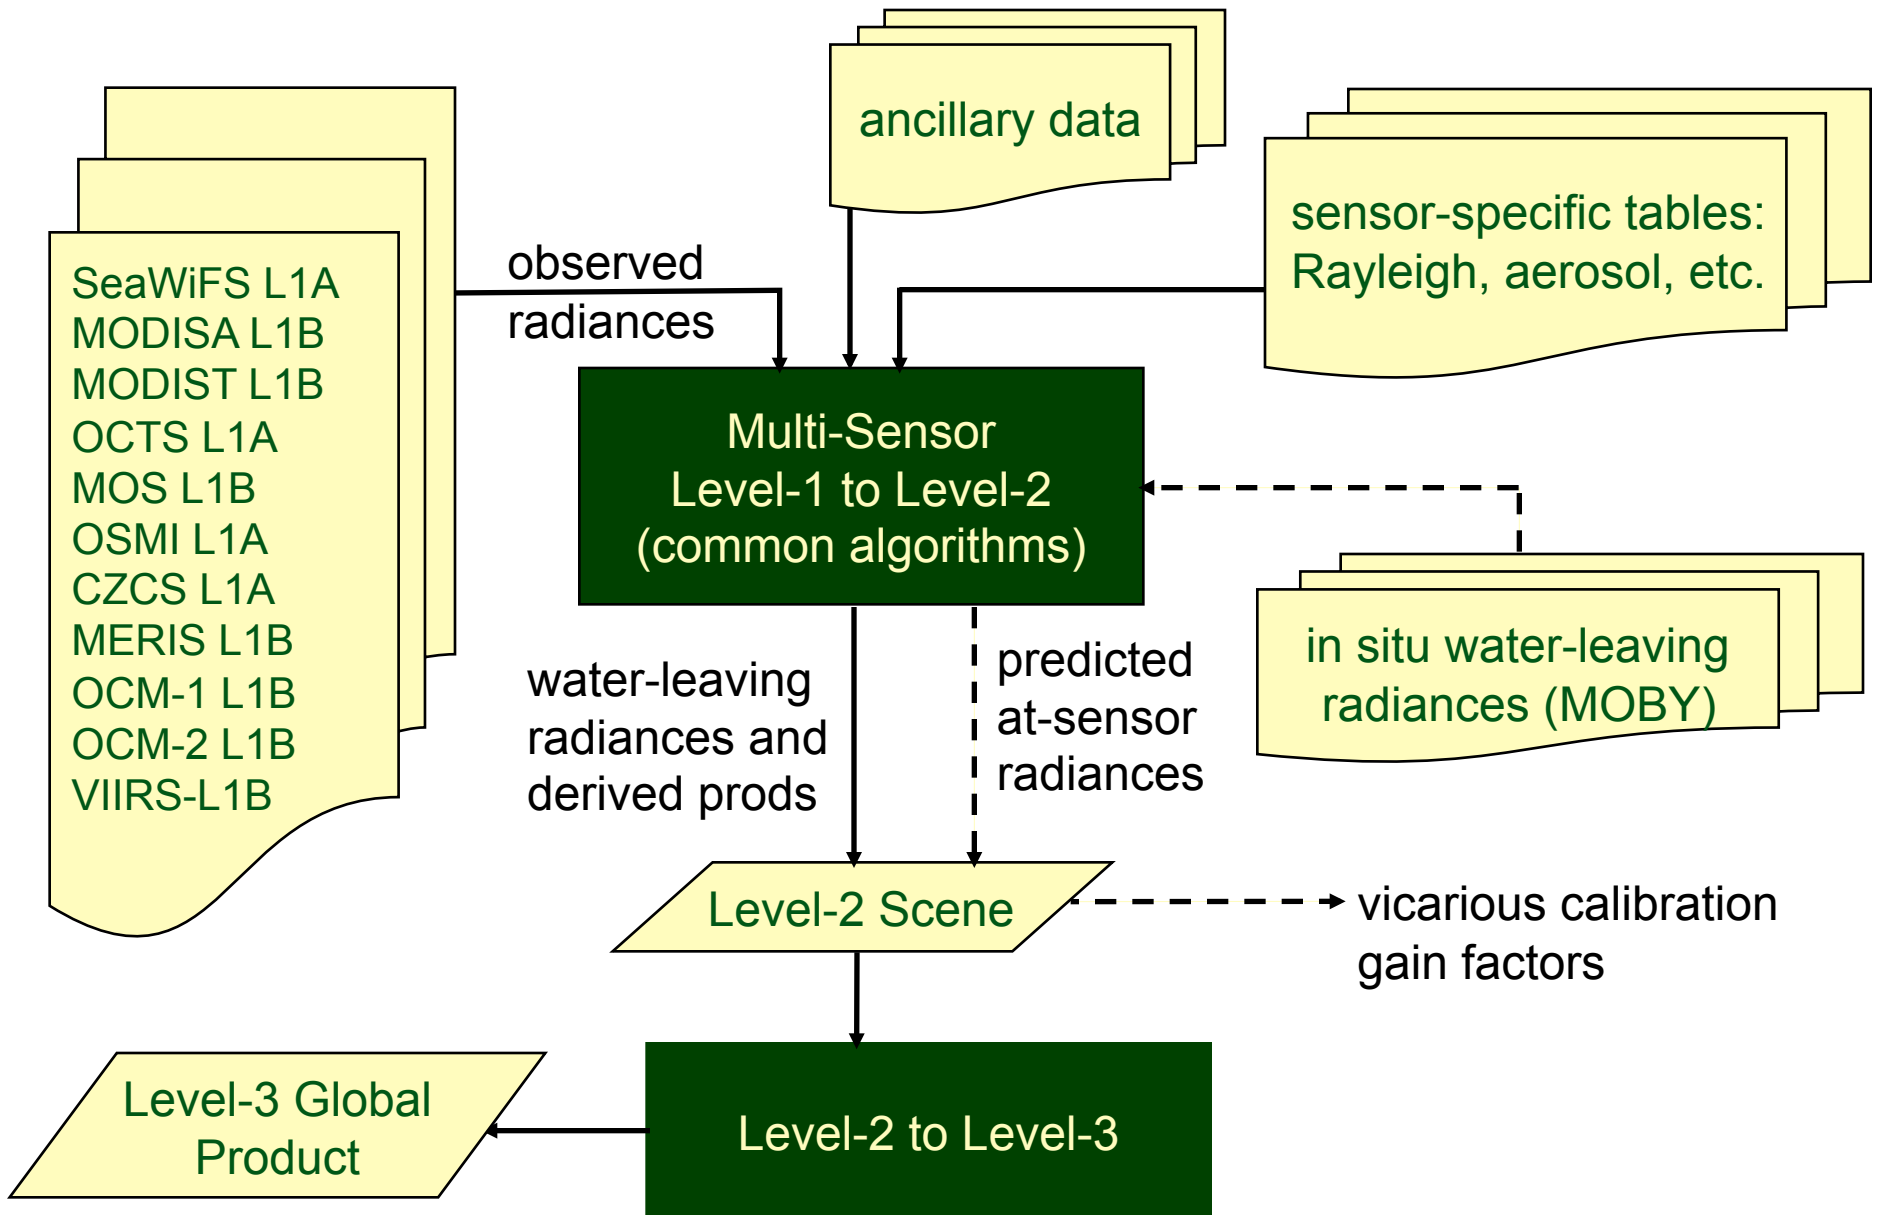 ancillary data
sensor-specific tables:
Rayleigh, aerosol, etc.
SeaWiFS L1A
MODISA L1B
MODIST L1B
OCTS L1A
MOS L1B
OSMI L1A
CZCS L1A
MERIS L1B
OCM-1 L1B
OCM-2 L1B
VIIRS-L1B
observed
radiances
Multi-Sensor
Level-1 to Level-2
(common algorithms)
in situ water-leaving
radiances (MOBY)
water-leaving
radiances and
derived prods
predicted
at-sensor
radiances
Level-2 Scene
vicarious calibration
gain factors
Level-2 to Level-3
Level-3 Global
Product